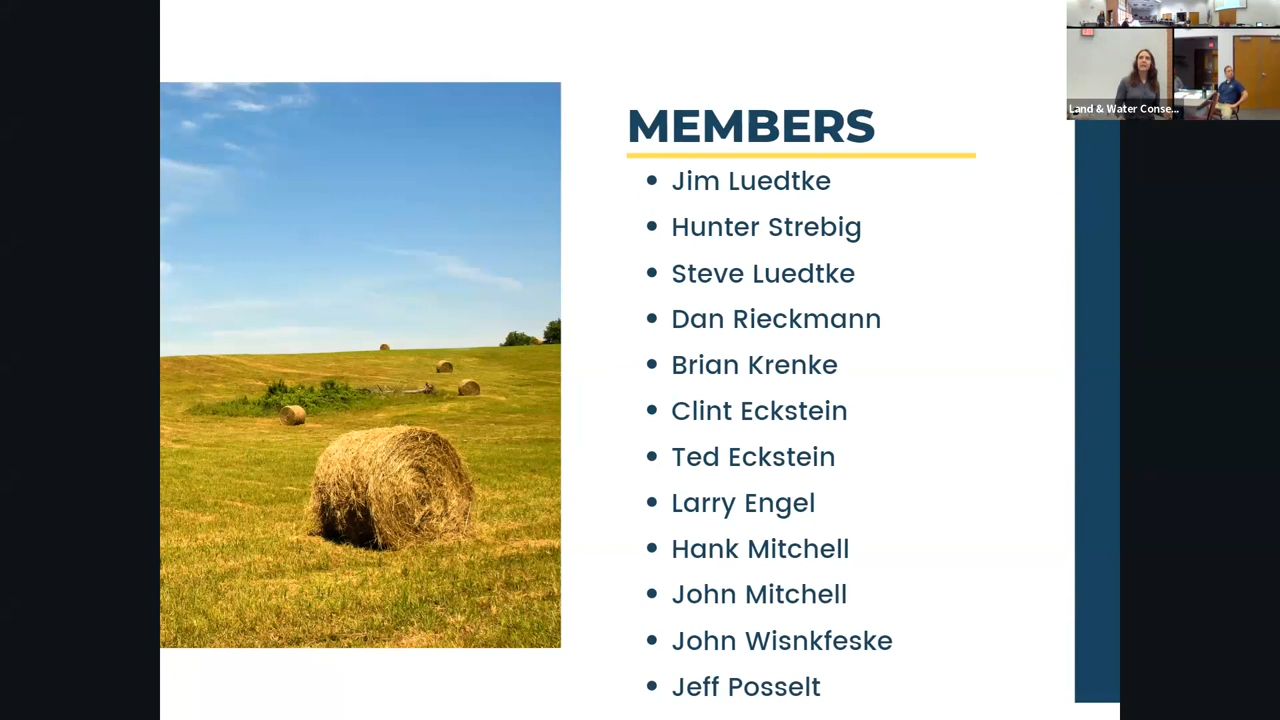 MEMBERS
Jim Luedtke
Hunter Strebig
Steve Luedtke
Dan Rieckmann
Brian Krenke
Clint Eckstein
Ted Eckstein
Larry Engel
Hank Mitchell
John Mitchell
John Wisnkfeske
Jeff Posselt
Land & Water Conse...